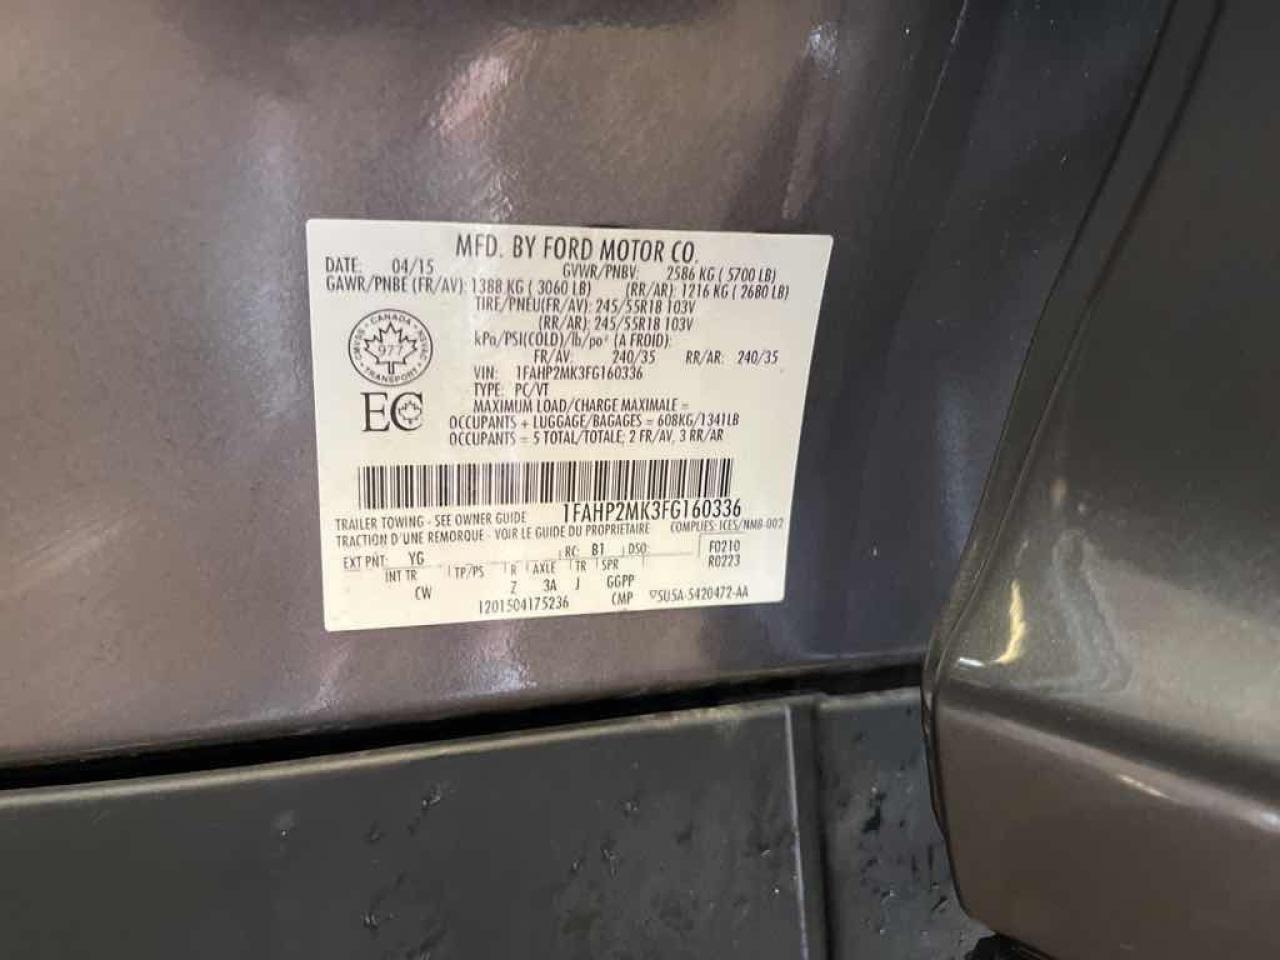 MFD. BY FORD MOTOR CO.
DATE: 04/15 GVWR/PNBV: 2586 KG ( 5700 LB)
GAWR/PNBE (FR/AV): 1388 KG ( 3060 LB) (RR/AR): 1216 KG ( 2680 LB)
TIRE/PNEU(FR/AV): 245/55R18 103V
(RR/AR): 245/55R18 103V
kPa/PSI(COLD)/lb/po² (A FROID):
FR/AV: 240/35 RR/AR: 240/35
VIN: 1FAHP2MK3FG160336
TYPE: PC/VT
CANADA
CMVSS NSVAC
977
TRANSPORT
EC
MAXIMUM LOAD/CHARGE MAXIMALE =
OCCUPANTS + LUGGAGE/BAGAGES = 608KG/1341LB
OCCUPANTS = 5 TOTAL/TOTALE; 2 FR/AV, 3 RR/AR
1FAHP2MK3FG160336
TRAILER TOWING - SEE OWNER GUIDE
TRACTION D'UNE REMORQUE - VOIR LE GUIDE DU PROPRIETAIRE COMPLIES: ICES/NMB-002
EXT PNT: YG RC: B1 DSO: F0210
INT TR TP/PS R AXLE TR SPR R0223
CW Z 3A J GGPP
1201504175236 CMP ▽5U5A-5420472-AA